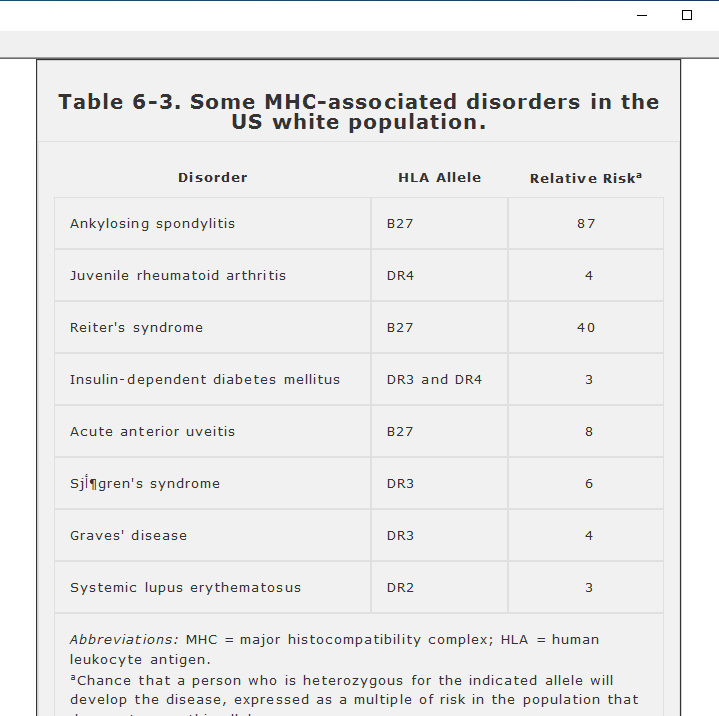 Table 6-3. Some MHC-associated disorders in the
US white population.
Disorder HLA Allele Relative Riskᵃ
Ankylosing spondylitis B27 87
Juvenile rheumatoid arthritis DR4 4
Reiter's syndrome B27 40
Insulin-dependent diabetes mellitus DR3 and DR4 3
Acute anterior uveitis B27 8
SjÍ¶gren's syndrome DR3 6
Graves' disease DR3 4
Systemic lupus erythematosus DR2 3
Abbreviations: MHC = major histocompatibility complex; HLA = human
leukocyte antigen.
ᵃChance that a person who is heterozygous for the indicated allele will
develop the disease, expressed as a multiple of risk in the population that